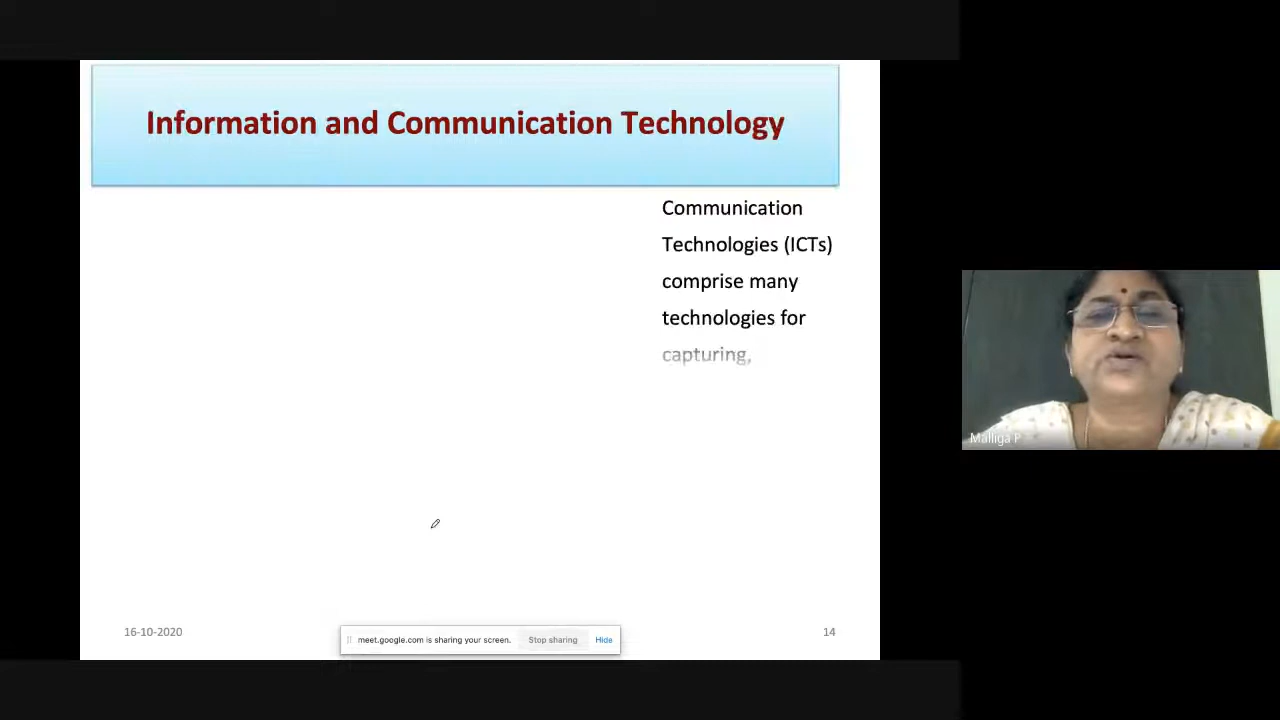 Information and Communication Technology
Communication
Technologies (ICTs)
comprise many
technologies for
capturing,
Malliga P
16-10-2020
meet.google.com is sharing your screen.
Stop sharing
Hide
14